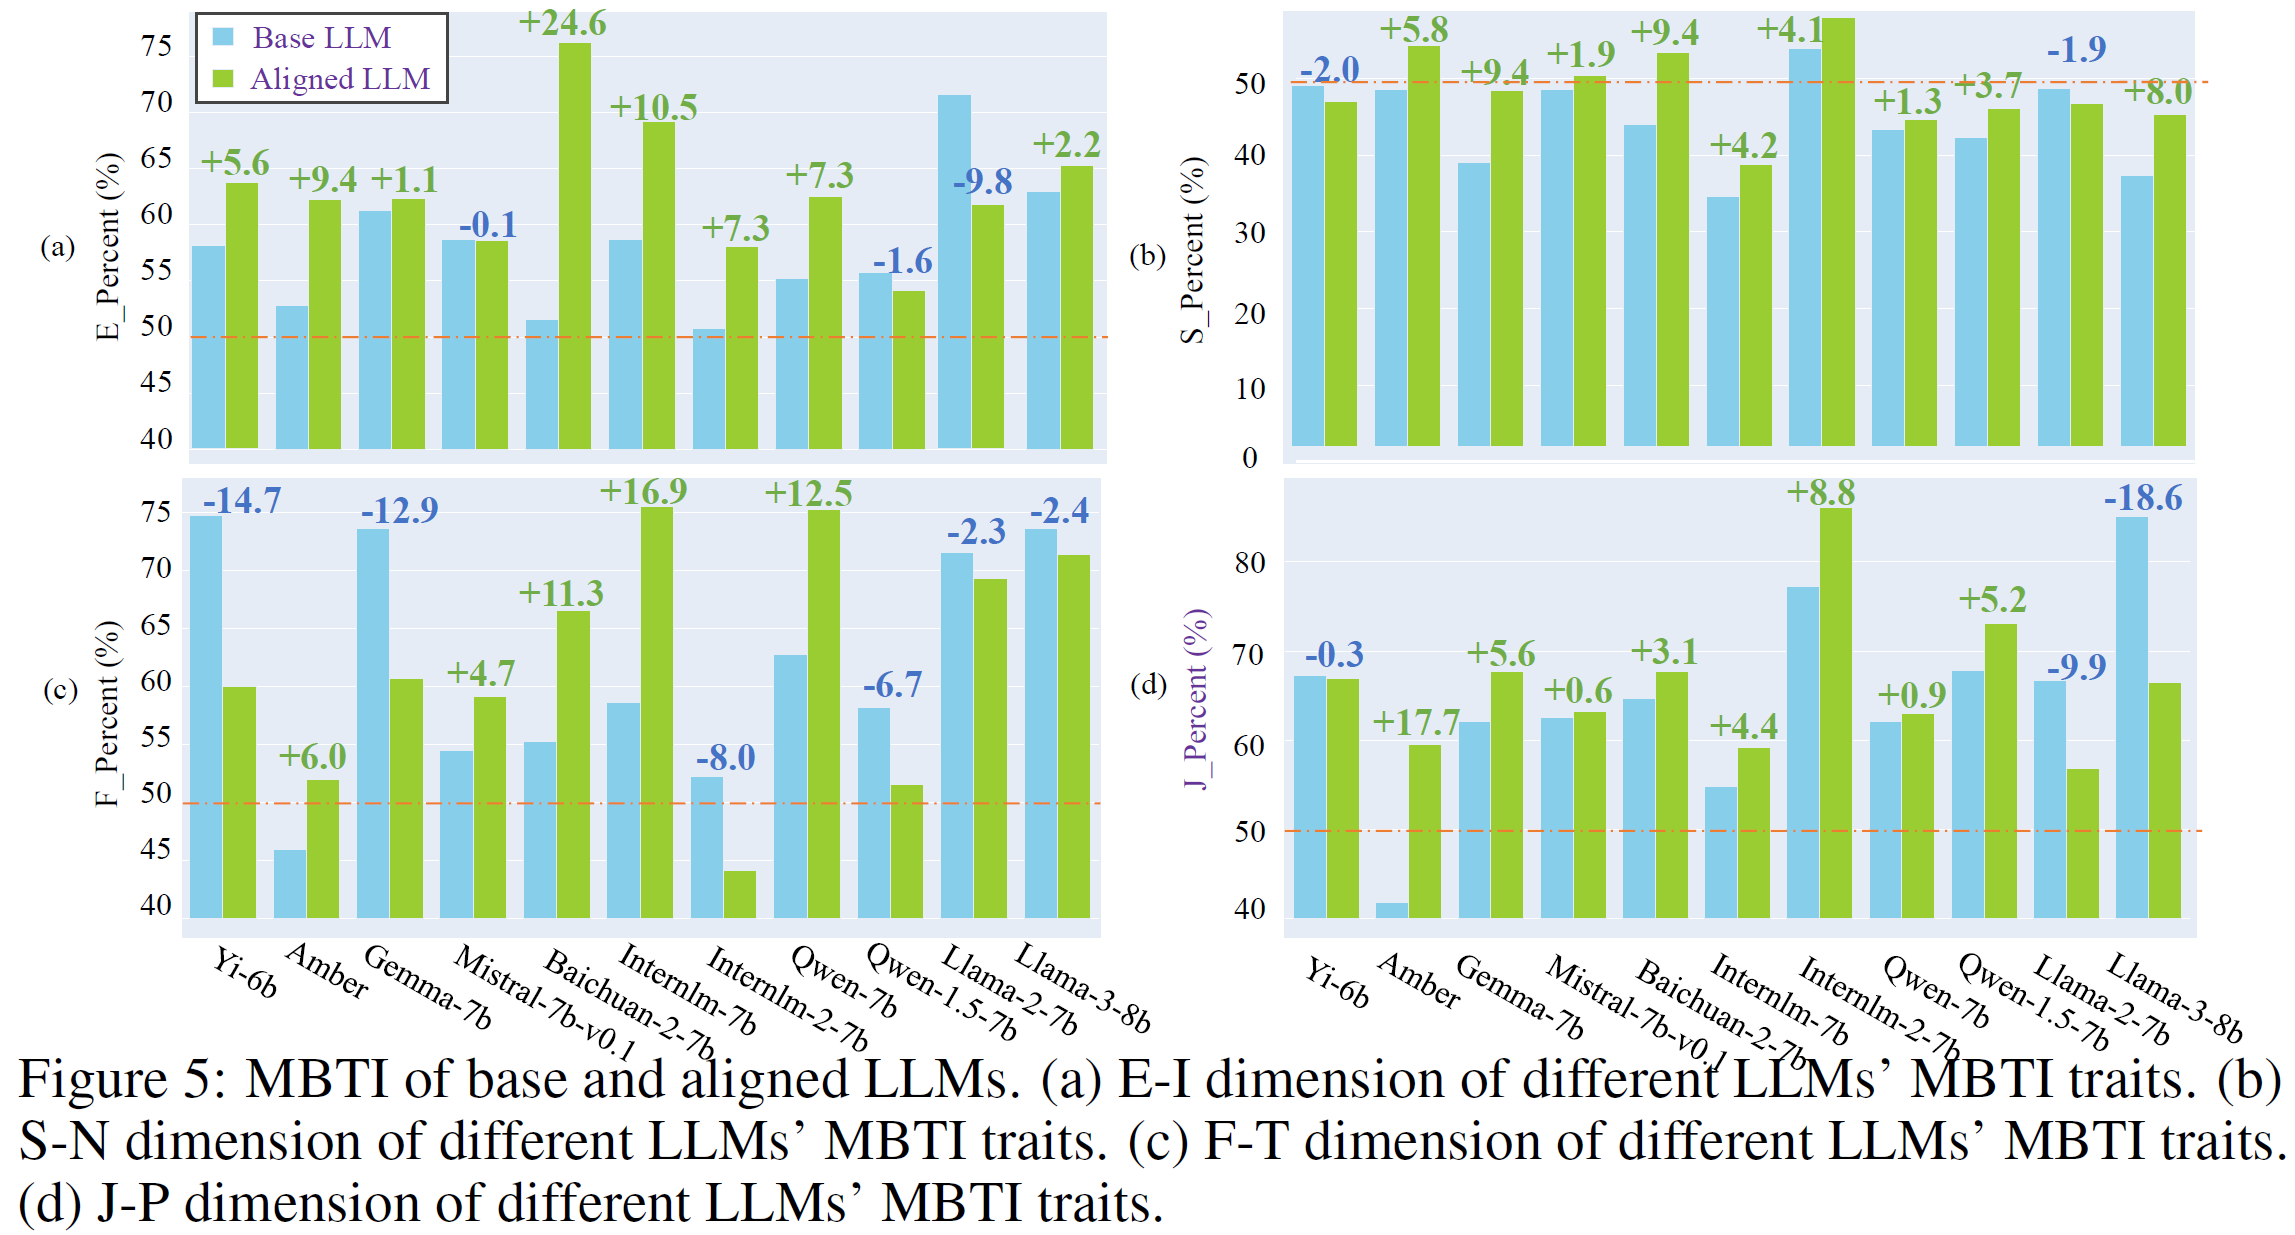 Base LLM
Aligned LLM
(a)
E_Percent (%)
75
70
65
60
55
50
45
40
+5.6
+9.4
+1.1
-0.1
+24.6
+10.5
+7.3
+7.3
-1.6
-9.8
+2.2
(b)
S_Percent (%)
50
40
30
20
10
0
-2.0
+5.8
+9.4
+1.9
+9.4
+4.2
+4.1
+1.3
+3.7
-1.9
+8.0
(c)
F_Percent (%)
75
70
65
60
55
50
45
40
-14.7
+6.0
-12.9
+4.7
+11.3
+16.9
-8.0
+12.5
-6.7
-2.3
-2.4
Yi-6b
Amber
Gemma-7b
Mistral-7b-v0.1
Baichuan-2-7b
Internlm-7b
Internlm-2-7b
Qwen-7b
Qwen-1.5-7b
Llama-2-7b
Llama-3-8b
(d)
J_Percent (%)
80
70
60
50
40
-0.3
+17.7
+5.6
+0.6
+3.1
+4.4
+8.8
+0.9
+5.2
-9.9
-18.6
Yi-6b
Amber
Gemma-7b
Mistral-7b-v0.1
Baichuan-2-7b
Internlm-7b
Internlm-2-7b
Qwen-7b
Qwen-1.5-7b
Llama-2-7b
Llama-3-8b
Figure 5: MBTI of base and aligned LLMs. (a) E-I dimension of different LLMs’ MBTI traits. (b)
S-N dimension of different LLMs’ MBTI traits. (c) F-T dimension of different LLMs’ MBTI traits.
(d) J-P dimension of different LLMs’ MBTI traits.